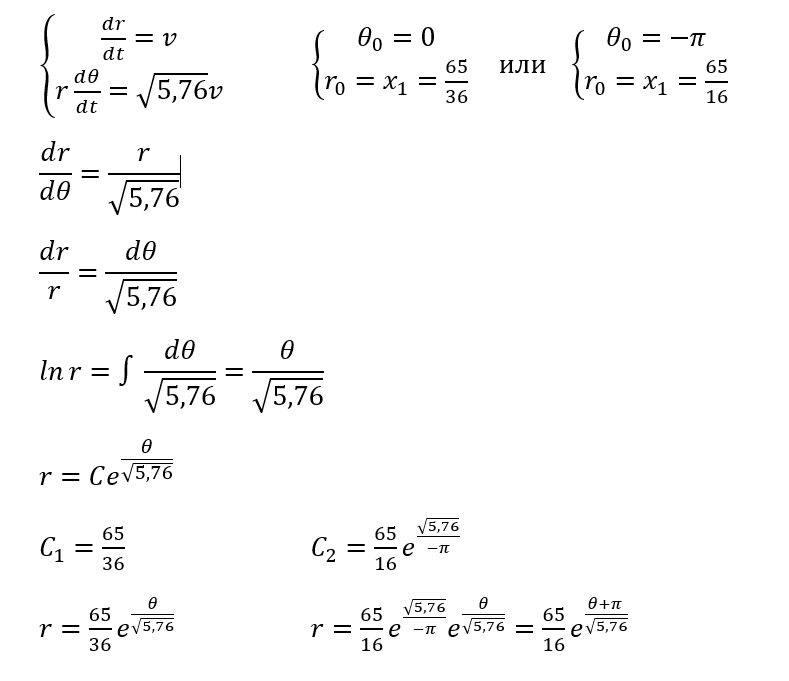 {dr/dt = v; r dθ/dt = √5,76v   {θ₀ = 0; r₀ = x₁ = 65/36   или   {θ₀ = −π; r₀ = x₁ = 65/16
dr/dθ = r/√5,76
dr/r = dθ/√5,76
ln r = ∫ dθ/√5,76 = θ/√5,76
r = Ce^(θ/√5,76)
C₁ = 65/36   C₂ = 65/16 e^(√5,76/−π)
r = 65/36 e^(θ/√5,76)   r = 65/16 e^(√5,76/−π) e^(θ/√5,76) = 65/16 e^((θ+π)/√5,76)